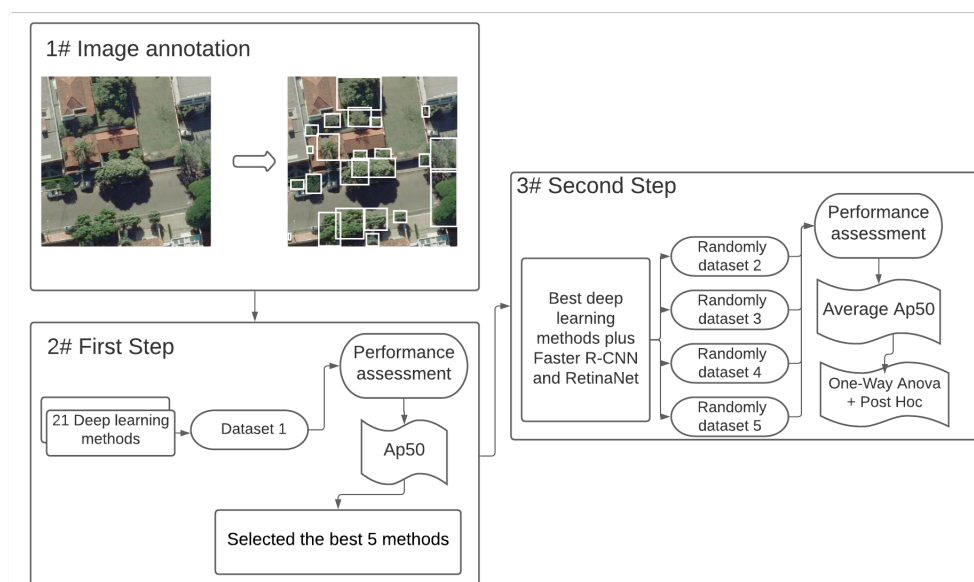 1# Image annotation
2# First Step
21 Deep learning
methods
Dataset 1
Performance
assessment
Ap50
Selected the best 5 methods
3# Second Step
Best deep
learning
methods plus
Faster R-CNN
and RetinaNet
Randomly
dataset 2
Randomly
dataset 3
Randomly
dataset 4
Randomly
dataset 5
Performance
assessment
Average Ap50
One-Way Anova
+ Post Hoc